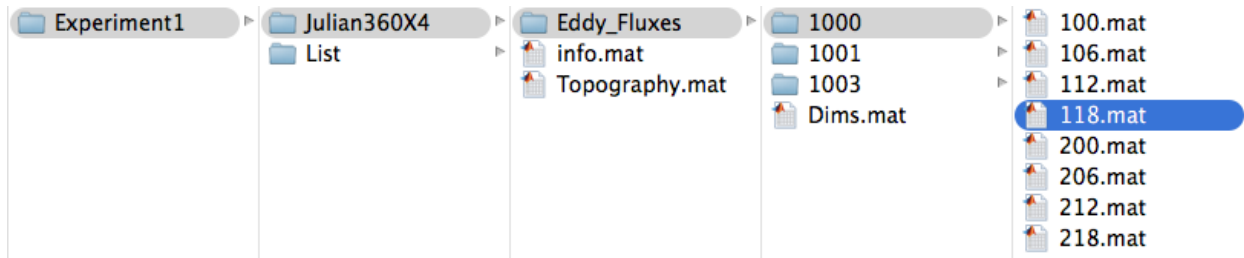 Experiment1
Julian360X4
List
Eddy_Fluxes
info.mat
Topography.mat
1000
1001
1003
Dims.mat
100.mat
106.mat
112.mat
118.mat
200.mat
206.mat
212.mat
218.mat